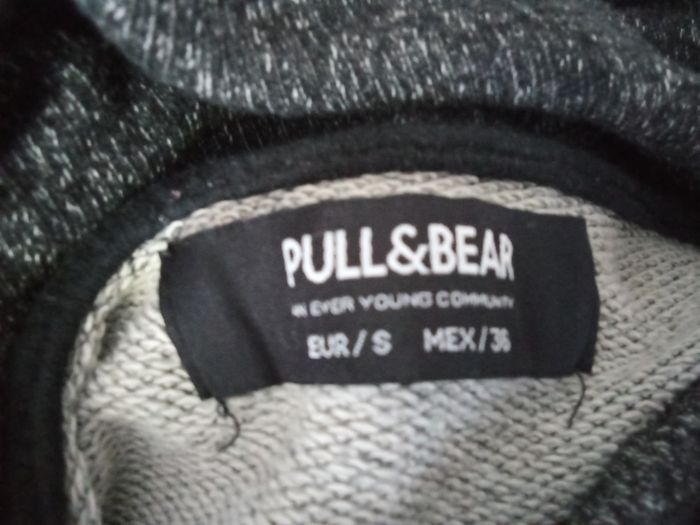 PULL&BEAR
AN EVER YOUNG COMMUNITY
EUR/S MEX/36